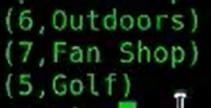 (6,Outdoors)
(7,Fan Shop)
(5,Golf)